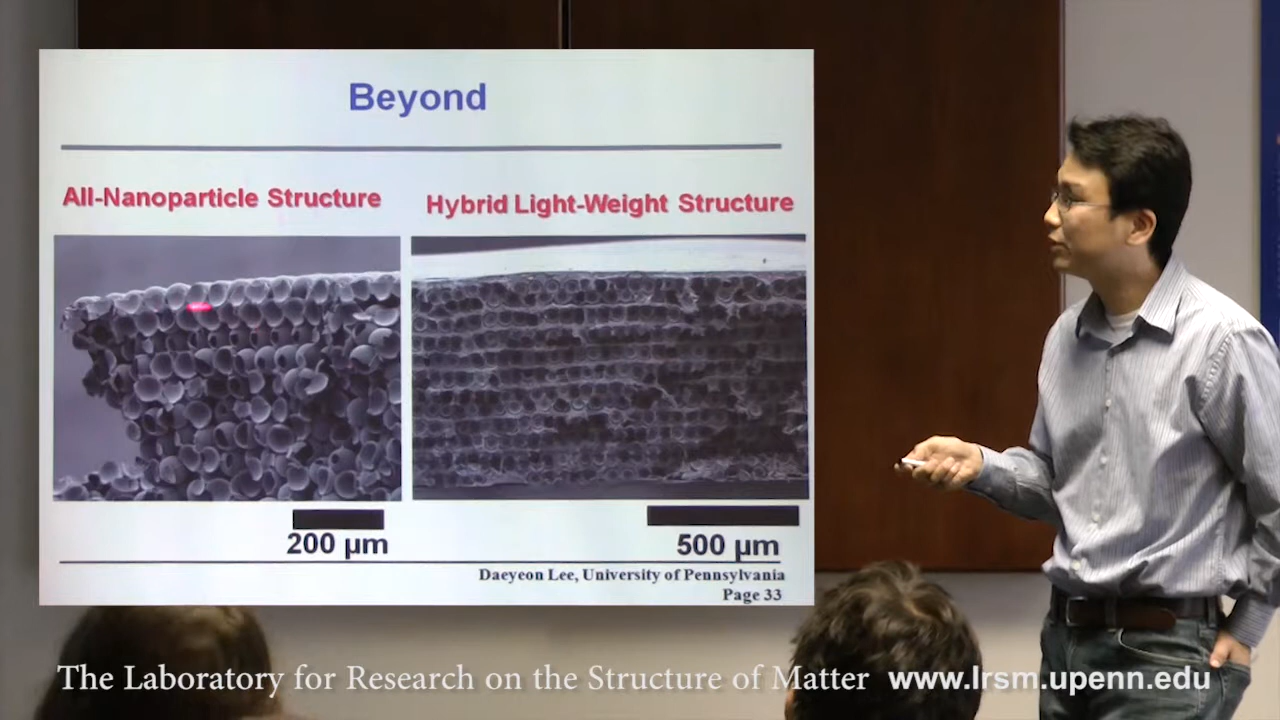 Beyond
All-Nanoparticle Structure
Hybrid Light-Weight Structure
200 µm
500 µm
Daeyeon Lee, University of Pennsylvania
Page 33
The Laboratory for Research on the Structure of Matter www.lrsm.upenn.edu